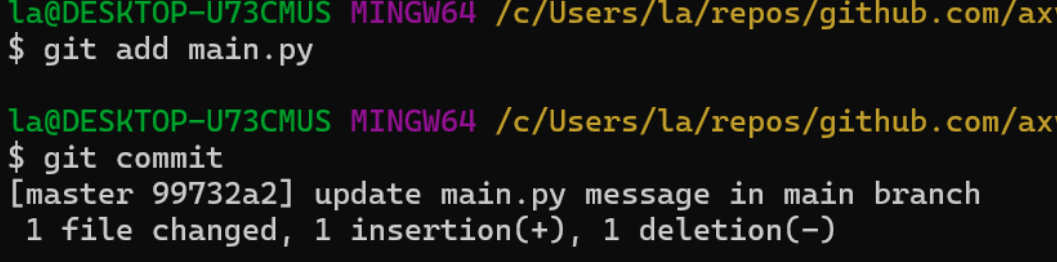 la@DESKTOP-U73CMUS MINGW64 /c/Users/la/repos/github.com/ax
$ git add main.py
la@DESKTOP-U73CMUS MINGW64 /c/Users/la/repos/github.com/ax
$ git commit
[master 99732a2] update main.py message in main branch
1 file changed, 1 insertion(+), 1 deletion(-)